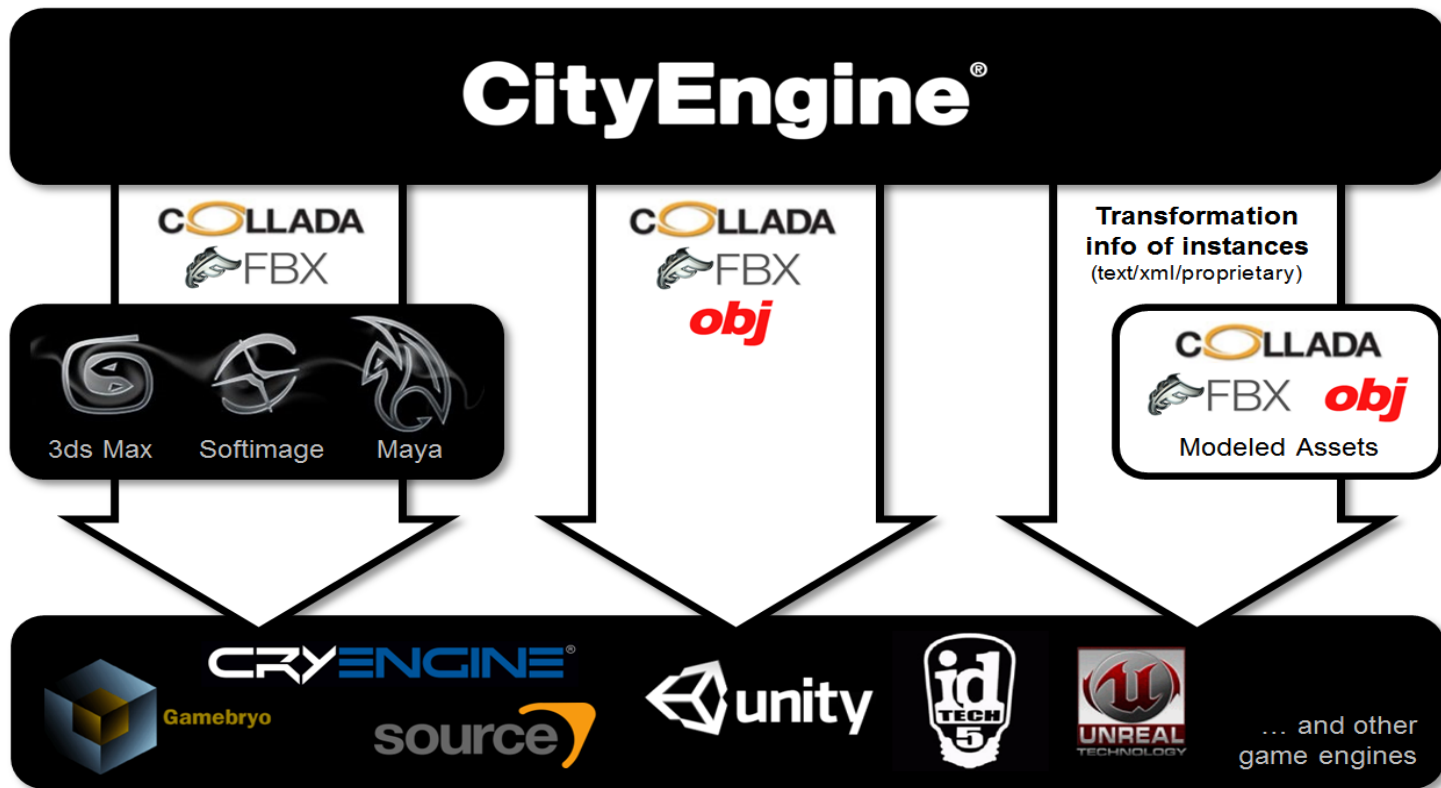 CityEngine®
COLLADA
FBX
3ds Max Softimage Maya
COLLADA
FBX
obj
Transformation
info of instances
(text/xml/proprietary)
COLLADA
FBX obj
Modeled Assets
Gamebryo
CRYENGINE®
source
unity
id
TECH
5
U
UNREAL
TECHNOLOGY
... and other
game engines